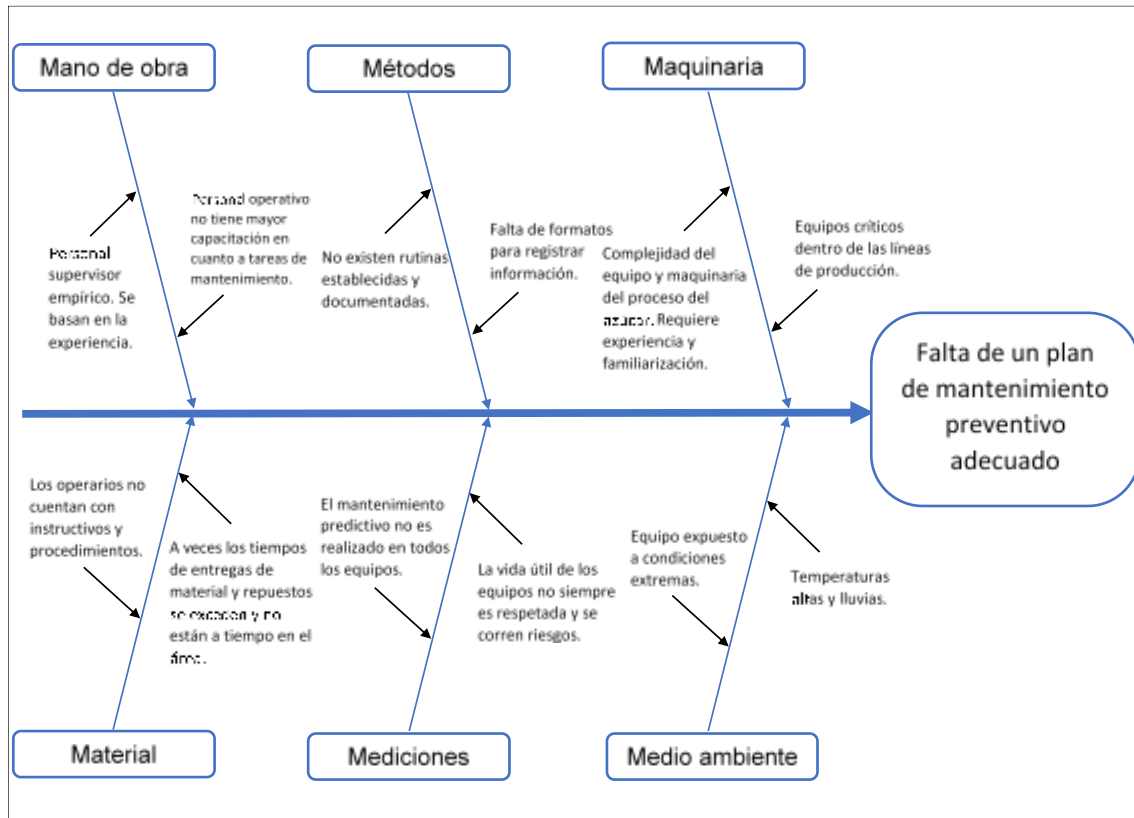 Mano de obra
Métodos
Maquinaria
Personal
supervisor
empírico. Se
basan en la
experiencia.
Personal operativo
no tiene mayor
capacitación en
cuanto a tareas de
mantenimiento.
No existen rutinas
establecidas y
documentadas.
Falta de formatos
para registrar
información.
Complejidad del
equipo y maquinaria
del proceso del
azúcar. Requiere
experiencia y
familiarización.
Equipos críticos
dentro de las líneas
de producción.
Falta de un plan
de mantenimiento
preventivo
adecuado
Los operarios no
cuentan con
instructivos y
procedimientos.
A veces los tiempos
de entregas de
material y repuestos
se exceden y no
están a tiempo en el
área.
El mantenimiento
predictivo no es
realizado en todos
los equipos.
La vida útil de los
equipos no siempre
es respetada y se
corren riesgos.
Equipo expuesto
a condiciones
extremas.
Temperaturas
altas y lluvias.
Material
Mediciones
Medio ambiente